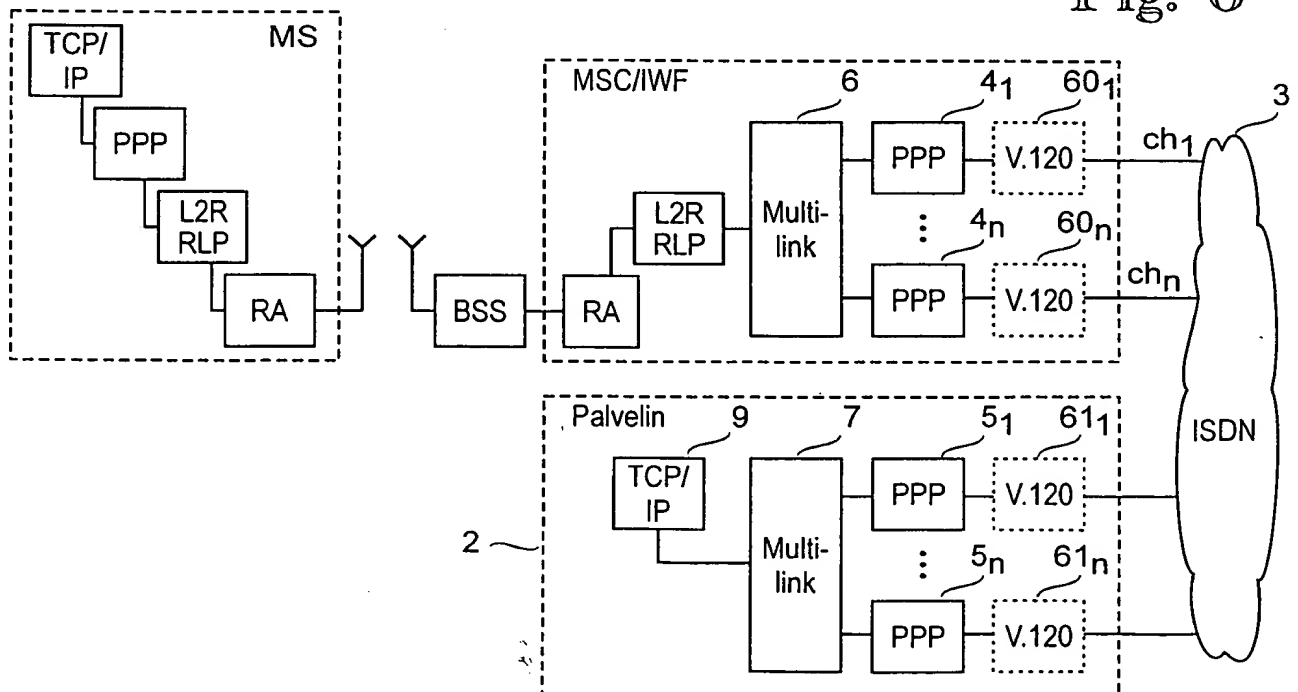 Fig. 6
MS
TCP/
IP
PPP
L2R
RLP
RA
BSS
MSC/IWF
RA
L2R
RLP
6
Multi-
link
4₁
PPP
60₁
V.120
ch₁
4ₙ
PPP
60ₙ
V.120
chₙ
3
ISDN
Palvelin
2
9
TCP/
IP
7
Multi-
link
5₁
PPP
61₁
V.120
5ₙ
PPP
61ₙ
V.120